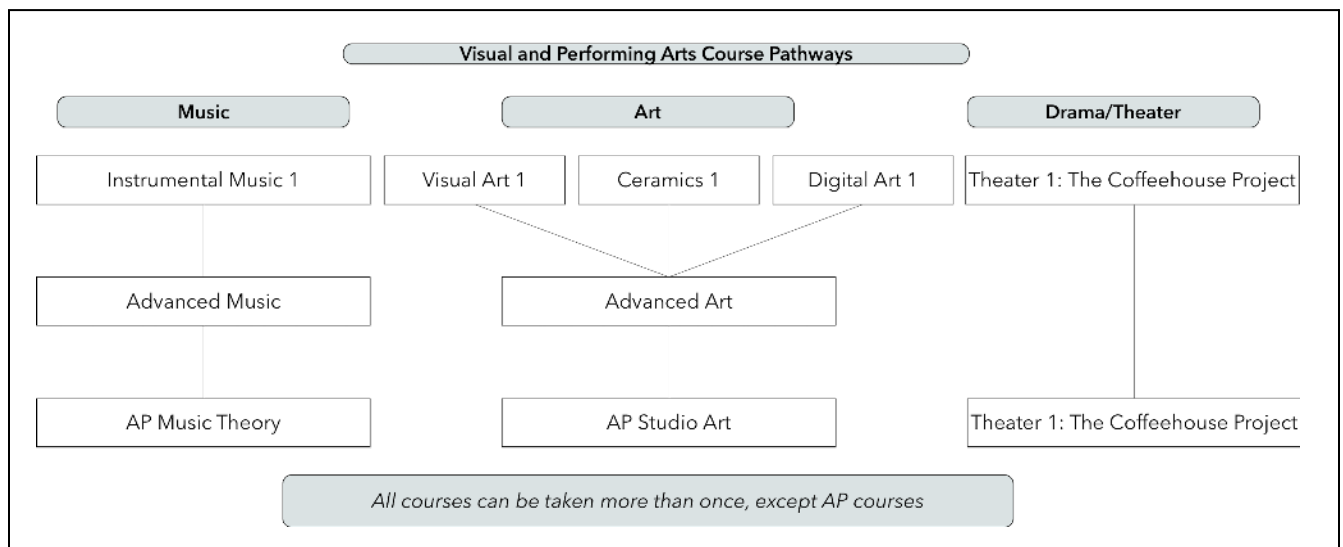 Visual and Performing Arts Course Pathways
Music
Art
Drama/Theater
Instrumental Music 1
Visual Art 1
Ceramics 1
Digital Art 1
Theater 1: The Coffeehouse Project
Advanced Music
Advanced Art
AP Music Theory
AP Studio Art
Theater 1: The Coffeehouse Project
All courses can be taken more than once, except AP courses